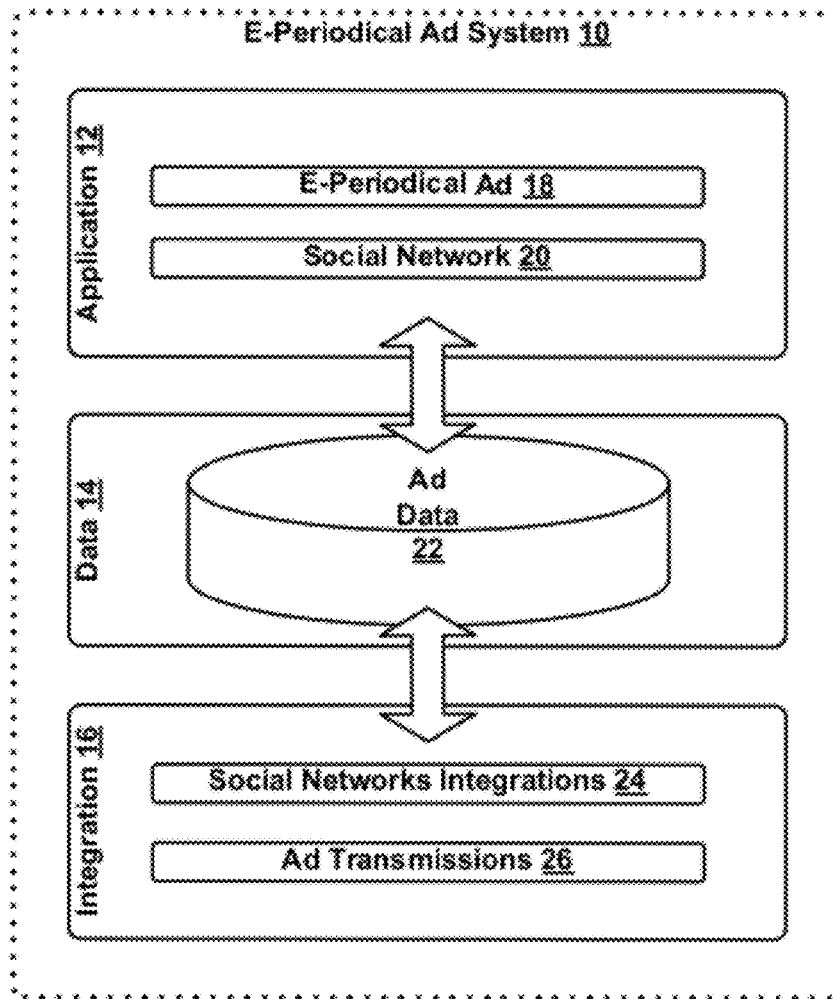 E-Periodical Ad System 10
Application 12
E-Periodical Ad 18
Social Network 20
Data 14
Ad
Data
22
Integration 16
Social Networks Integrations 24
Ad Transmissions 26